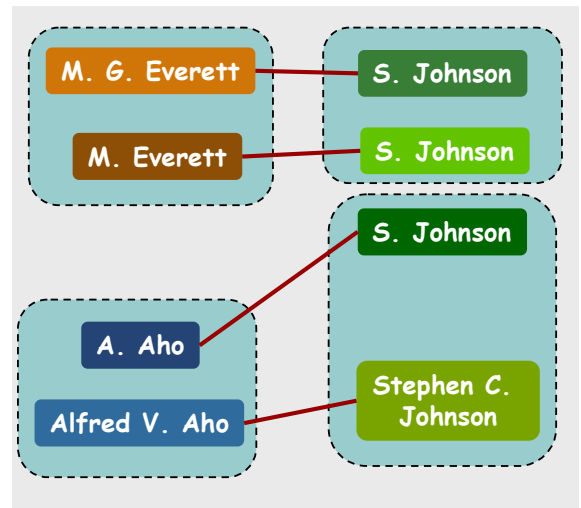 M. G. Everett
S. Johnson
M. Everett
S. Johnson
S. Johnson
A. Aho
Stephen C.
Johnson
Alfred V. Aho